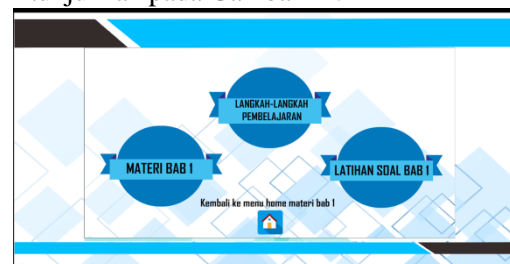 LANGKAH-LANGKAH
PEMBELAJARAN
MATERI BAB 1
LATIHAN SOAL BAB 1
Kembali ke menu home materi bab 1